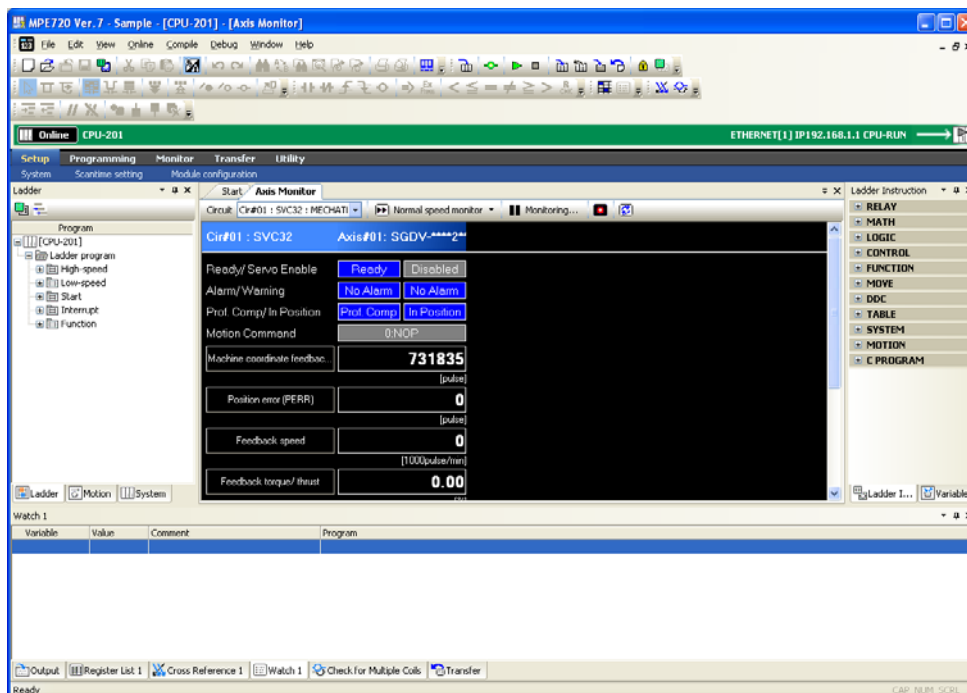 MPE720 Ver. 7 - Sample - [CPU-201] - [Axis Monitor]
File Edit View Online Compile Debug Window Help
Online CPU-201
ETHERNET[1] IP192.168.1.1 CPU-RUN
Setup Programming Monitor Transfer Utility
System Scantime setting Module configuration
Ladder
Program
[CPU-201]
Ladder program
High-speed
Low-speed
Start
Interrupt
Function
Ladder Motion System
Start Axis Monitor
Circuit Cir#01 : SVC32 : MECHATI Normal speed monitor Monitoring...
Cir#01 : SVC32 Axis#01: SGDV-****2**
Ready/ Servo Enable Ready Disabled
Alarm/ Warning No Alarm No Alarm
Prof. Comp/ In Position Prof. Comp In Position
Motion Command 0:NOP
Machine coordinate feedbac... 731835
[pulse]
Position error (PERR) 0
[pulse]
Feedback speed 0
[1000pulse/min]
Feedback torque/ thrust 0.00
Ladder Instruction
RELAY
MATH
LOGIC
CONTROL
FUNCTION
MOVE
DDC
TABLE
SYSTEM
MOTION
C PROGRAM
Ladder I... Variable
Watch 1
Variable Value Comment Program
Output Register List 1 Cross Reference 1 Watch 1 Check for Multiple Coils Transfer
Ready
CAP NUM SCRL